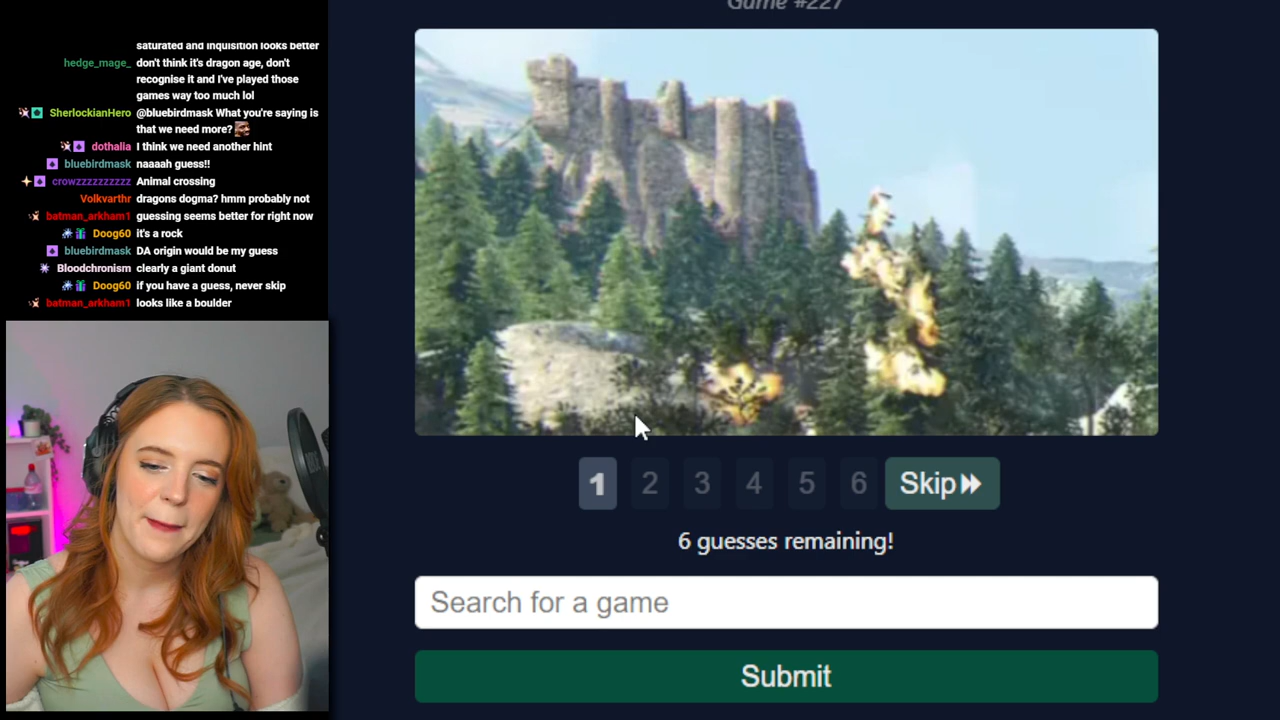 Game #227
saturated and inquisition looks better
hedge_mage_ don't think it's dragon age, don't
recognise it and I've played those
games way too much lol
SherlockianHero @bluebirdmask What you're saying is
that we need more?
dothalia I think we need another hint
bluebirdmask naaaah guess!!
crowzzzzzzzzzz Animal crossing
Volkvarthr dragons dogma? hmm probably not
batman_arkham1 guessing seems better for right now
Doog60 it's a rock
bluebirdmask DA origin would be my guess
Bloodchronism clearly a giant donut
Doog60 if you have a guess, never skip
batman_arkham1 looks like a boulder
1 2 3 4 5 6 Skip
6 guesses remaining!
Search for a game
Submit